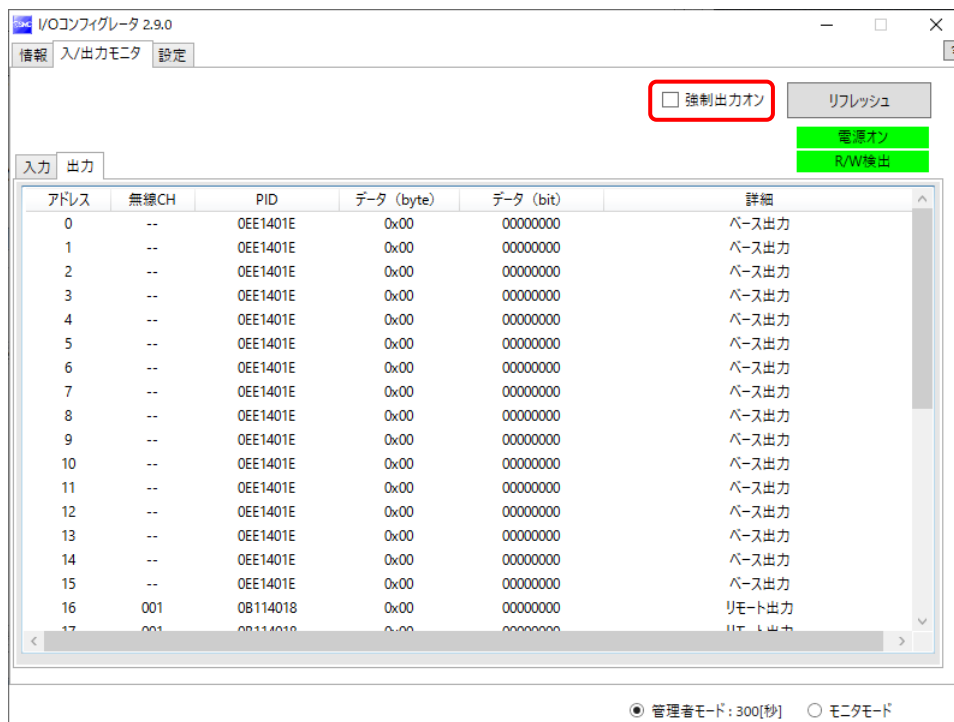 I/Oコンフィグレータ 2.9.0
情報 入/出力モニタ 設定
強制出力オン リフレッシュ
電源オン
R/W検出
入力 出力
アドレス 無線CH PID データ (byte) データ (bit) 詳細
0 -- 0EE1401E 0x00 00000000 ベース出力
1 -- 0EE1401E 0x00 00000000 ベース出力
2 -- 0EE1401E 0x00 00000000 ベース出力
3 -- 0EE1401E 0x00 00000000 ベース出力
4 -- 0EE1401E 0x00 00000000 ベース出力
5 -- 0EE1401E 0x00 00000000 ベース出力
6 -- 0EE1401E 0x00 00000000 ベース出力
7 -- 0EE1401E 0x00 00000000 ベース出力
8 -- 0EE1401E 0x00 00000000 ベース出力
9 -- 0EE1401E 0x00 00000000 ベース出力
10 -- 0EE1401E 0x00 00000000 ベース出力
11 -- 0EE1401E 0x00 00000000 ベース出力
12 -- 0EE1401E 0x00 00000000 ベース出力
13 -- 0EE1401E 0x00 00000000 ベース出力
14 -- 0EE1401E 0x00 00000000 ベース出力
15 -- 0EE1401E 0x00 00000000 ベース出力
16 001 0B114018 0x00 00000000 リモート出力
17 001 0B114018 0x00 00000000 リモート出力
管理者モード : 300[秒] モニタモード